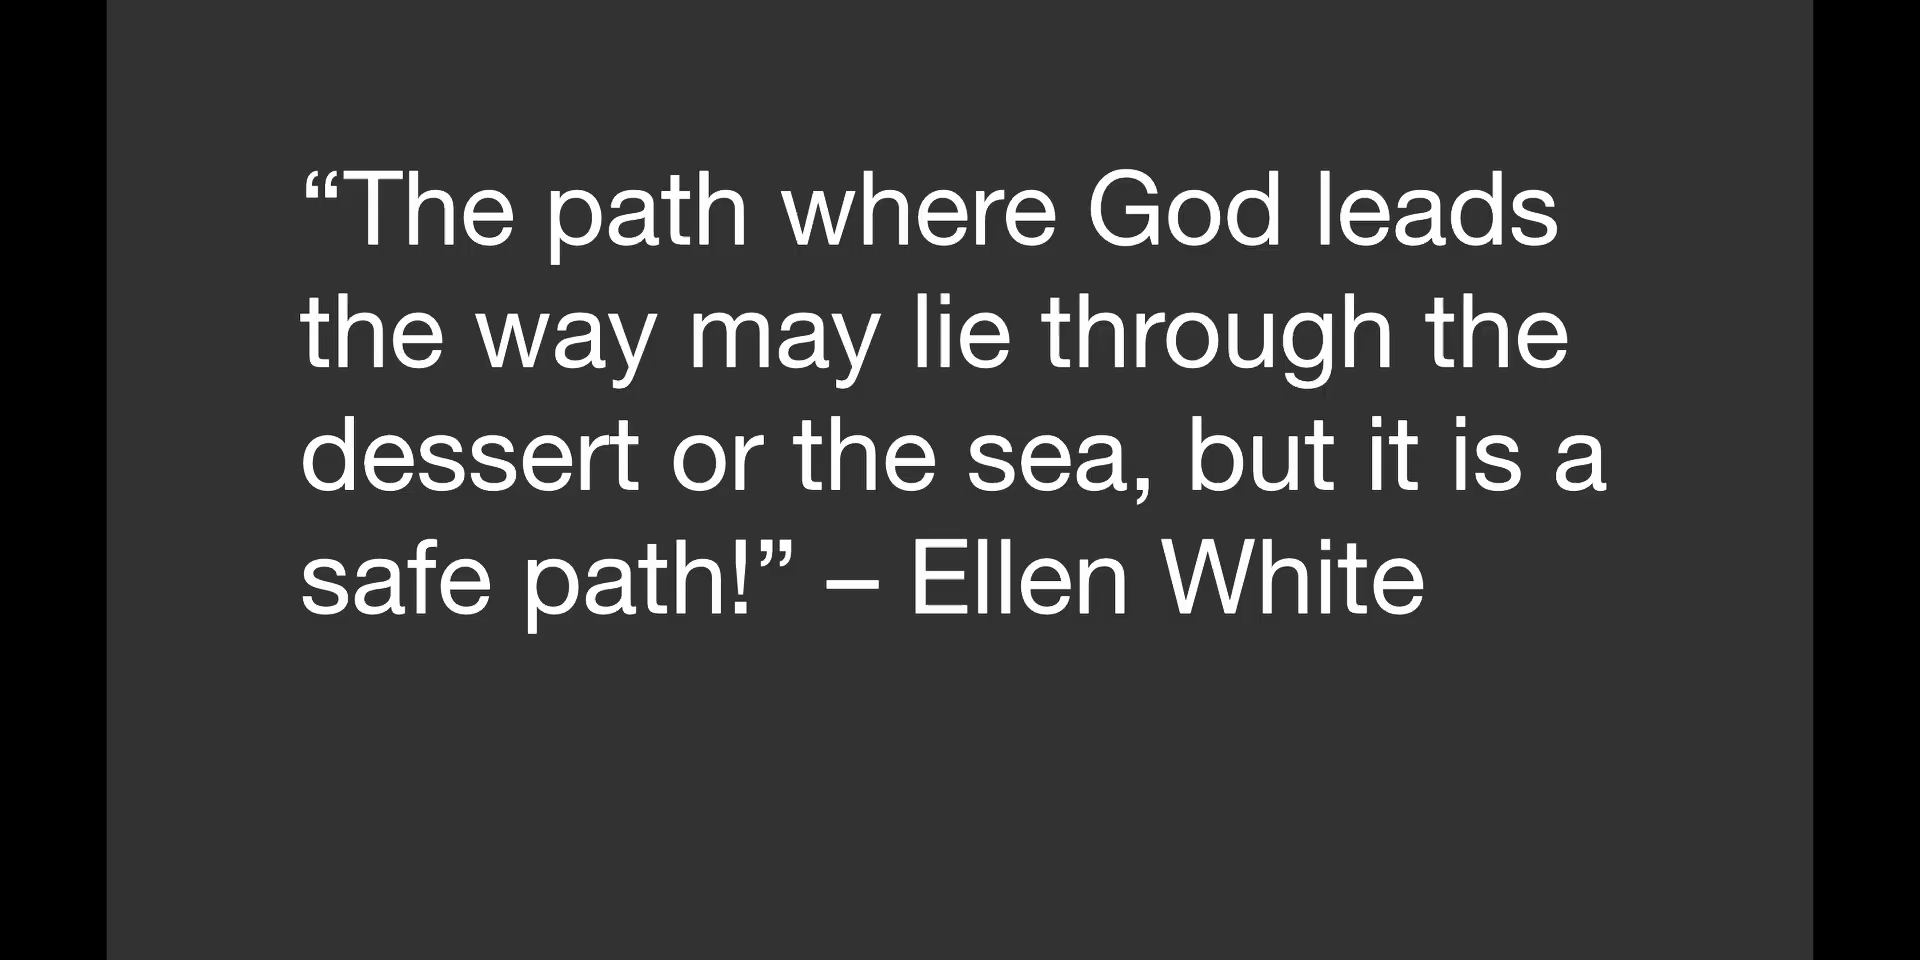 “The path where God leads
the way may lie through the
dessert or the sea, but it is a
safe path!” – Ellen White